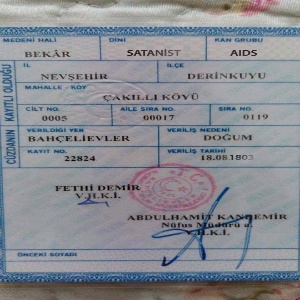 MEDENİ HALİ DİNİ KAN GRUBU
BEKÂR SATANİST AIDS
İL İLÇE
NEVŞEHİR DERİNKUYU
MAHALLE - KÖY
ÇAKILLI KÖYÜ
CİLT NO. AİLE SIRA NO. SIRA NO
0005 00017 0119
VERİLDİĞİ YER VERİLİŞ NEDENİ
BAHÇELİEVLER DOĞUM
KAYIT NO. VERİLİŞ TARİHİ
22824 18.08.1803
CÜZDANIN KAYITLI OLDUĞU
FETHİ DEMİR
V.H.K.İ.
ABDULHAMİT KANDEMİR
Nüfus Müdürü a.
V.H.K.İ.
ÖNCEKİ SOYADI